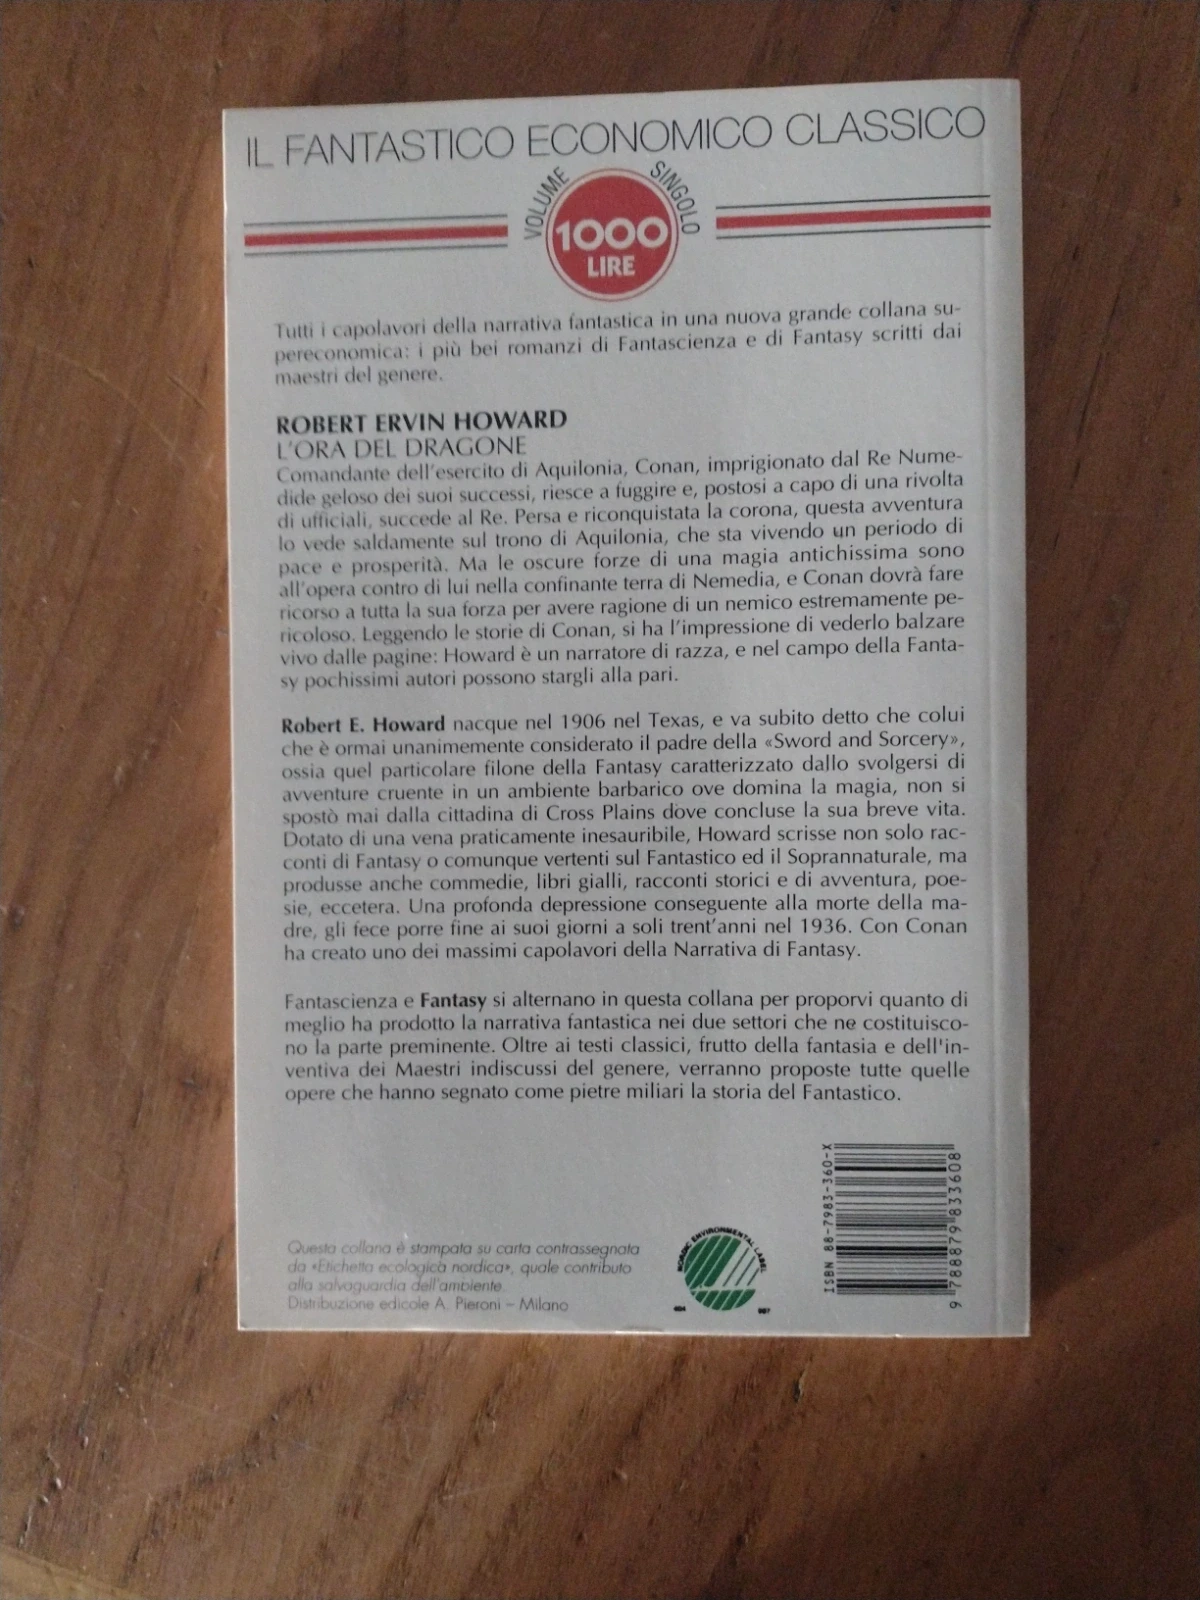 IL FANTASTICO ECONOMICO CLASSICO
VOLUME SINGOLO
1000
LIRE
Tutti i capolavori della narrativa fantastica in una nuova grande collana su-
pereconomica: i più bei romanzi di Fantascienza e di Fantasy scritti dai
maestri del genere.
ROBERT ERVIN HOWARD
L'ORA DEL DRAGONE
Comandante dell'esercito di Aquilonia, Conan, imprigionato dal Re Nume-
dide geloso dei suoi successi, riesce a fuggire e, postosi a capo di una rivolta
di ufficiali, succede al Re. Persa e riconquistata la corona, questa avventura
lo vede saldamente sul trono di Aquilonia, che sta vivendo un periodo di
pace e prosperità. Ma le oscure forze di una magia antichissima sono
all'opera contro di lui nella confinante terra di Nemedia, e Conan dovrà fare
ricorso a tutta la sua forza per avere ragione di un nemico estremamente pe-
ricoloso. Leggendo le storie di Conan, si ha l'impressione di vederlo balzare
vivo dalle pagine: Howard è un narratore di razza, e nel campo della Fanta-
sy pochissimi autori possono stargli alla pari.
Robert E. Howard nacque nel 1906 nel Texas, e va subito detto che colui
che è ormai unanimemente considerato il padre della «Sword and Sorcery»,
ossia quel particolare filone della Fantasy caratterizzato dallo svolgersi di
avventure cruente in un ambiente barbarico ove domina la magia, non si
spostò mai dalla cittadina di Cross Plains dove concluse la sua breve vita.
Dotato di una vena praticamente inesauribile, Howard scrisse non solo rac-
conti di Fantasy o comunque vertenti sul Fantastico ed il Soprannaturale, ma
produsse anche commedie, libri gialli, racconti storici e di avventura, poe-
sie, eccetera. Una profonda depressione conseguente alla morte della ma-
dre, gli fece porre fine ai suoi giorni a soli trent'anni nel 1936. Con Conan
ha creato uno dei massimi capolavori della Narrativa di Fantasy.
Fantascienza e Fantasy si alternano in questa collana per proporvi quanto di
meglio ha prodotto la narrativa fantastica nei due settori che ne costituisco-
no la parte preminente. Oltre ai testi classici, frutto della fantasia e dell'in-
ventiva dei Maestri indiscussi del genere, verranno proposte tutte quelle
opere che hanno segnato come pietre miliari la storia del Fantastico.
Questa collana è stampata su carta contrassegnata
da «Etichetta ecologica nordica», quale contributo
alla salvaguardia dell'ambiente.
Distribuzione edicole A. Pieroni – Milano
NORDIC ENVIRONMENTAL LABEL
ISBN 88-7983-360-X
9 788879 833608